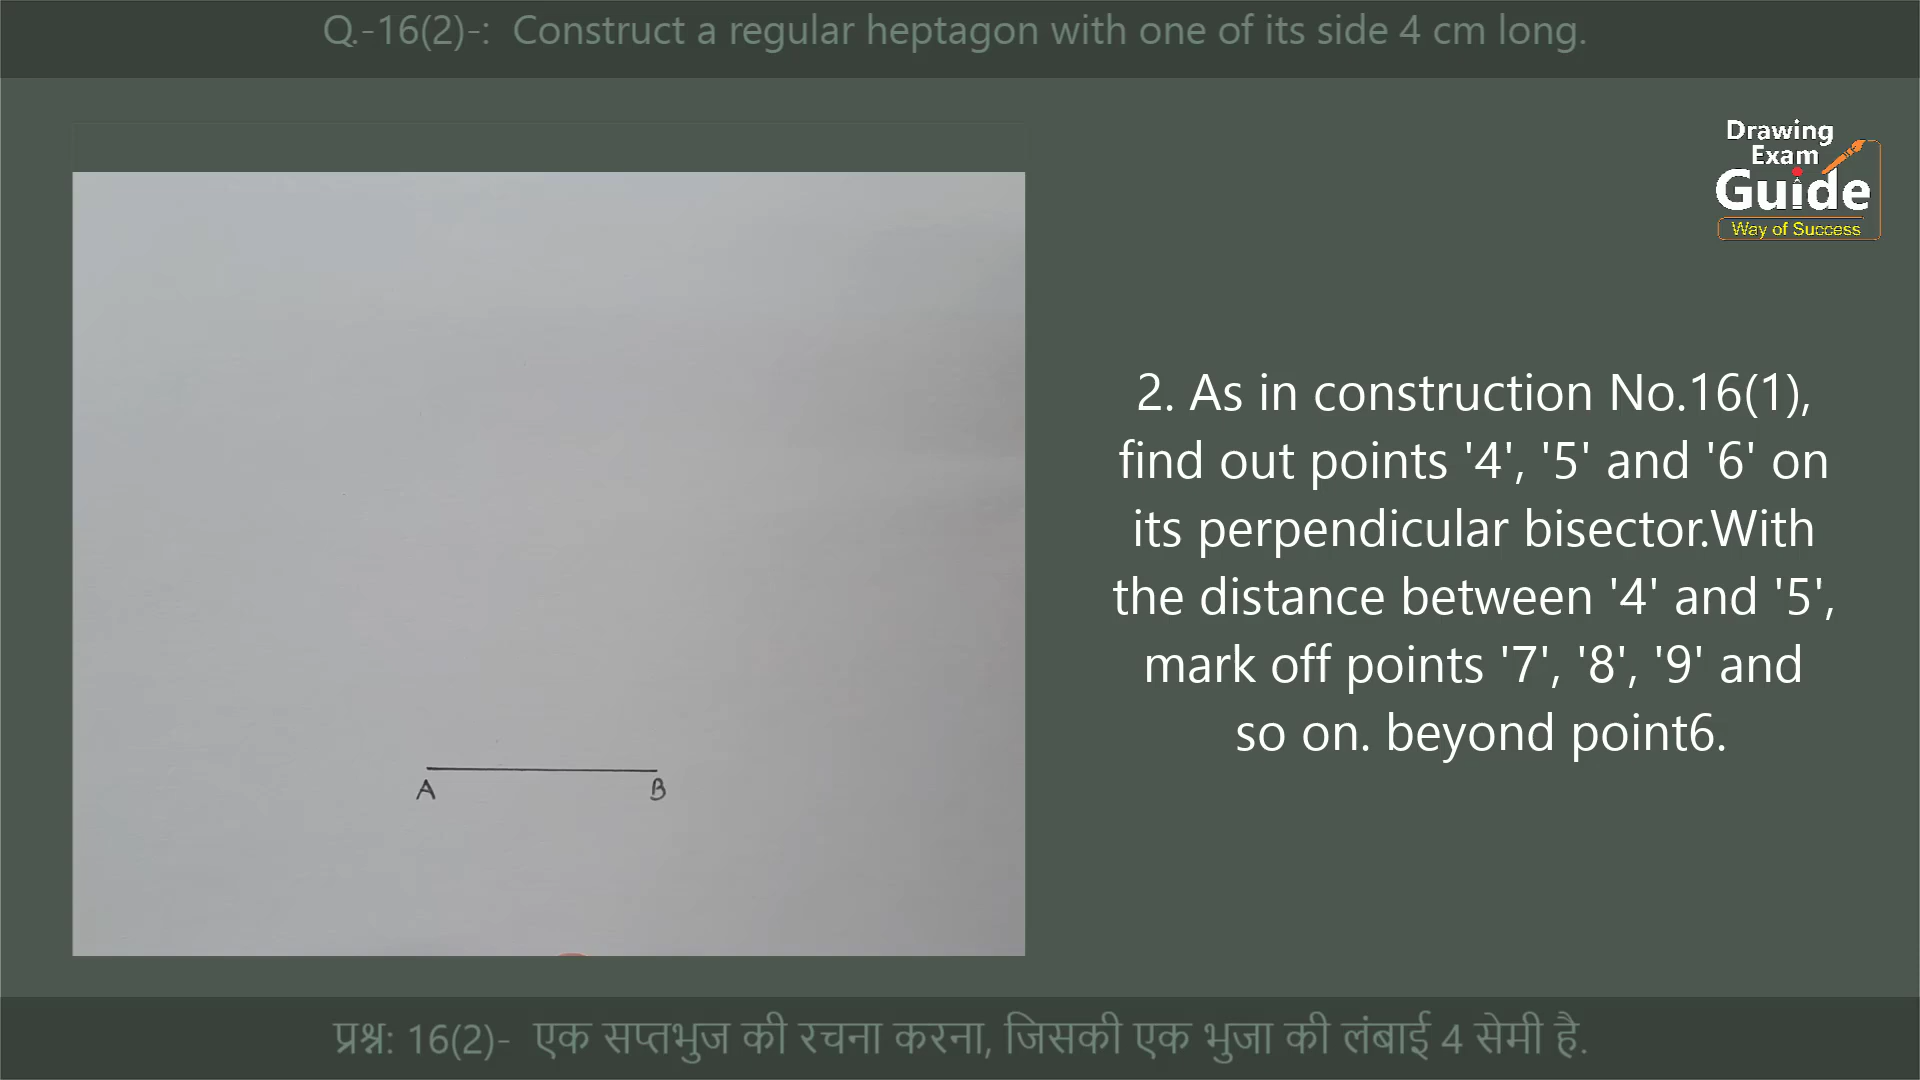 Q.-16(2)-:  Construct a regular heptagon with one of its side 4 cm long.
Drawing
Exam
Guide
Way of Success
2. As in construction No.16(1),
find out points '4', '5' and '6' on
its perpendicular bisector.With
the distance between '4' and '5',
mark off points '7', '8', '9' and
so on. beyond point6.
A B
प्रश्न: 16(2)-  एक सप्तभुज की रचना करना, जिसकी एक भुजा की लंबाई 4 सेमी है.